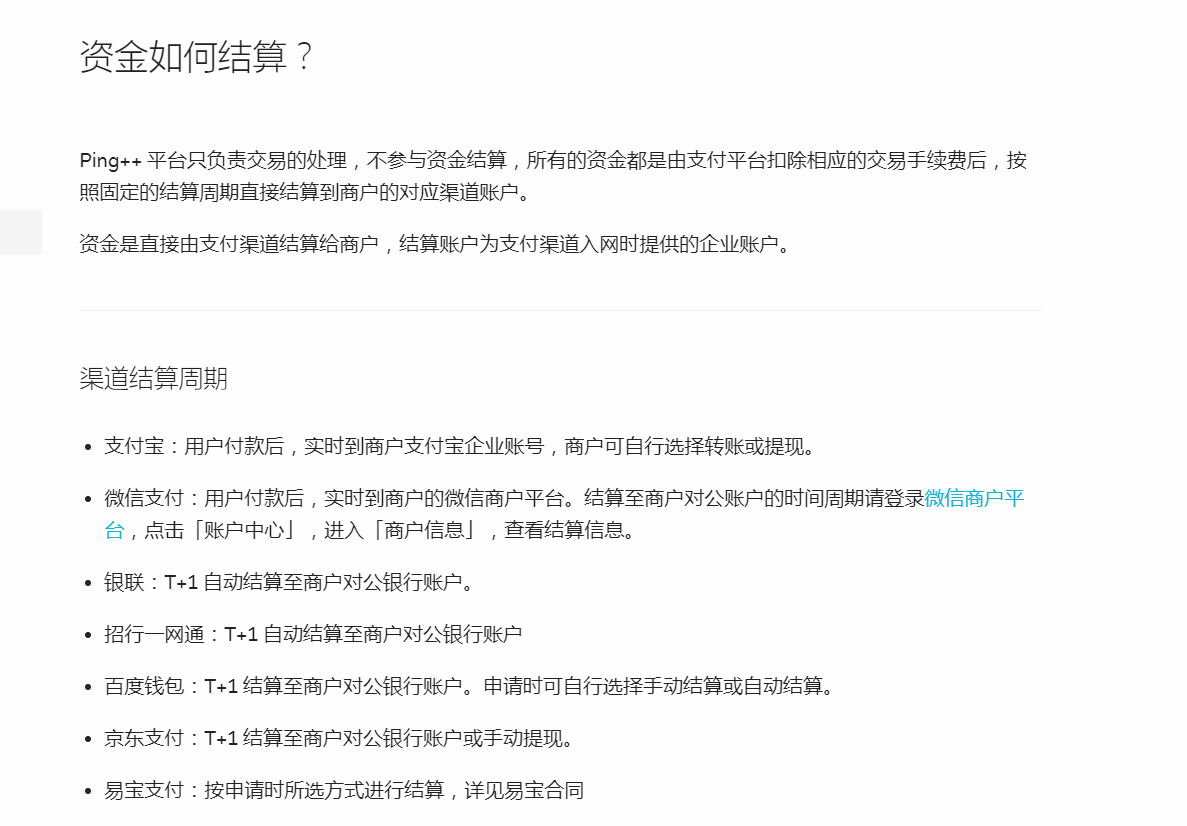 资金如何结算？
Ping++ 平台只负责交易的处理，不参与资金结算，所有的资金都是由支付平台扣除相应的交易手续费后，按
照固定的结算周期直接结算到商户的对应渠道账户。
资金是直接由支付渠道结算给商户，结算账户为支付渠道入网时提供的企业账户。
渠道结算周期
• 支付宝：用户付款后，实时到商户支付宝企业账号，商户可自行选择转账或提现。
• 微信支付：用户付款后，实时到商户的微信商户平台。结算至商户对公账户的时间周期请登录微信商户平
台，点击「账户中心」，进入「商户信息」，查看结算信息。
• 银联：T+1 自动结算至商户对公银行账户。
• 招行一网通：T+1 自动结算至商户对公银行账户
• 百度钱包：T+1 结算至商户对公银行账户。申请时可自行选择手动结算或自动结算。
• 京东支付：T+1 结算至商户对公银行账户或手动提现。
• 易宝支付：按申请时所选方式进行结算，详见易宝合同